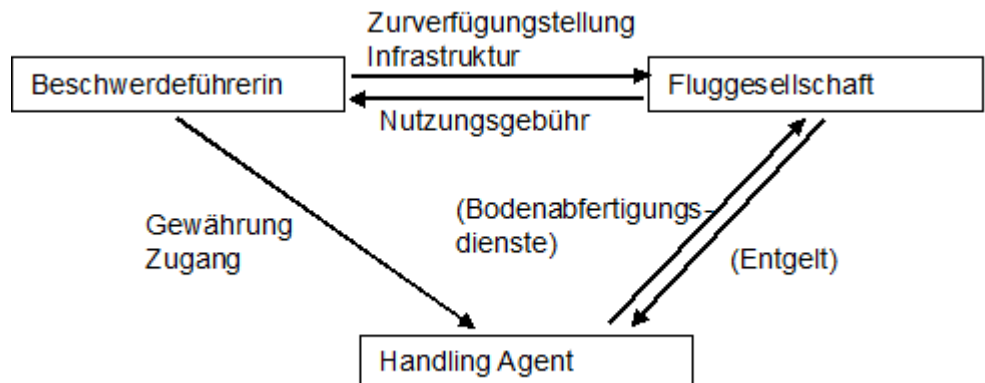 Zurverfügungstellung
Infrastruktur
Beschwerdeführerin
Fluggesellschaft
Nutzungsgebühr
Gewährung
Zugang
(Bodenabfertigungs-
dienste)
(Entgelt)
Handling Agent